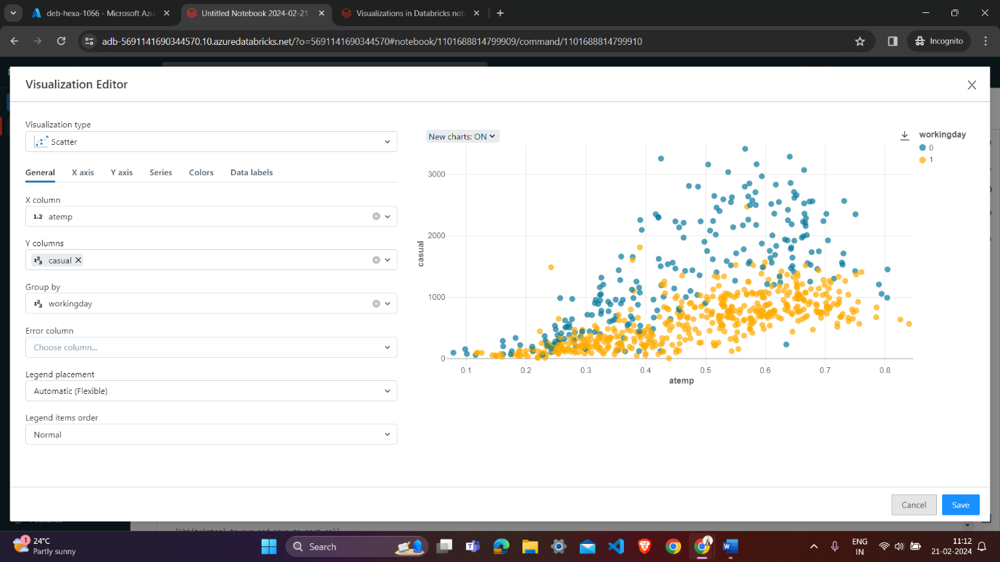 deb-hexa-1066 - Microsoft Azu
Untitled Notebook 2024-02-21
Visualizations in Databricks not
adb-5691141690344570.10.azuredatabricks.net/?o=5691141690344570#notebook/1101688814799909/command/1101688814799910
Incognito
Visualization Editor
Visualization type
Scatter
General X axis Y axis Series Colors Data labels
X column
1.2 atemp
Y columns
123 casual
Group by
123 workingday
Error column
Choose column...
Legend placement
Automatic (Flexible)
Legend items order
Normal
New charts: ON
workingday
0
1
3000
2000
1000
0
casual
0.1 0.2 0.3 0.4 0.5 0.6 0.7 0.8
atemp
Cancel Save
1
24°C
Partly sunny
Search
ENG
IN
11:12
21-02-2024